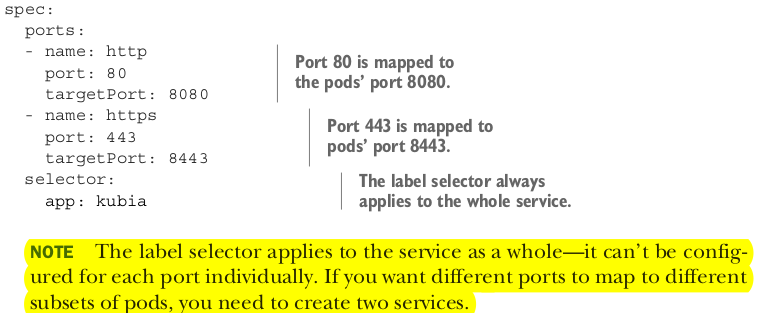 spec:
  ports:
  - name: http
    port: 80
    targetPort: 8080
Port 80 is mapped to
the pods' port 8080.
  - name: https
    port: 443
    targetPort: 8443
Port 443 is mapped to
pods' port 8443.
  selector:
    app: kubia
The label selector always
applies to the whole service.
NOTE The label selector applies to the service as a whole—it can't be config-
ured for each port individually. If you want different ports to map to different
subsets of pods, you need to create two services.